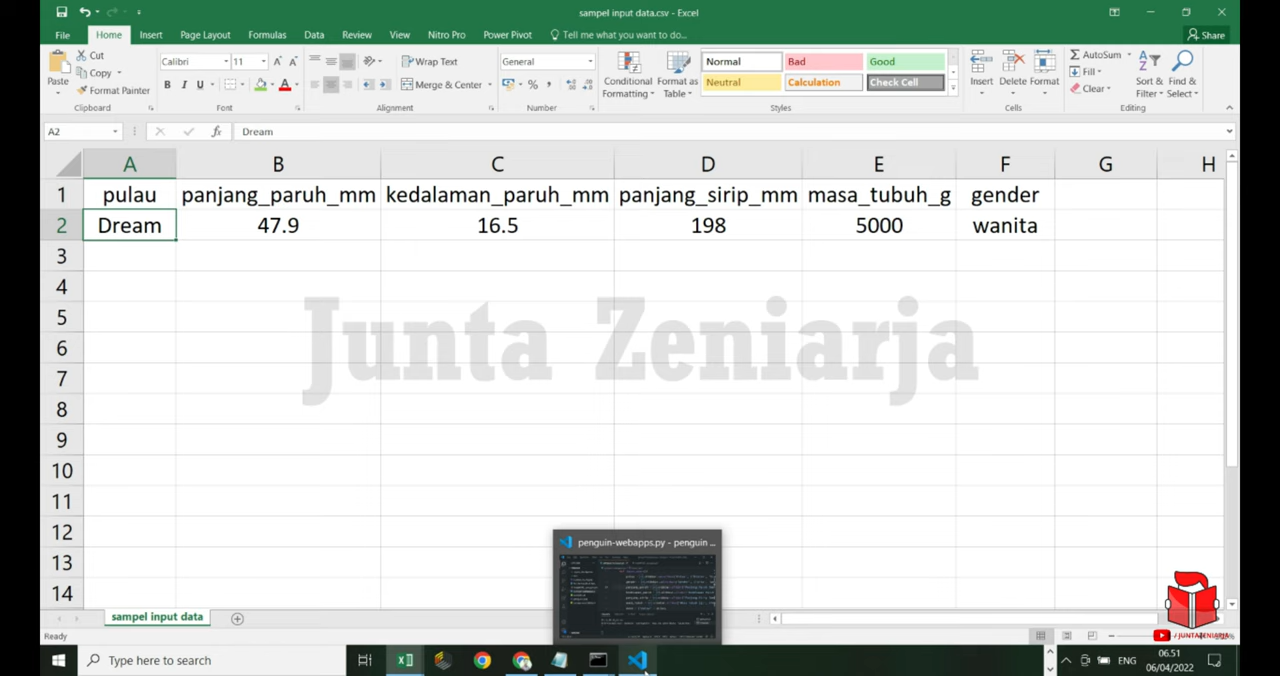 sampel input data.csv - Excel
File Home Insert Page Layout Formulas Data Review View Nitro Pro Power Pivot Tell me what you want to do... Share
Paste
Cut
Copy
Format Painter
Clipboard
Calibri 11
B I U
Font
Wrap Text
Merge & Center
Alignment
General
%
Number
Conditional Formatting
Format as Table
Normal Bad Good
Neutral Calculation Check Cell
Styles
Insert Delete Format
Cells
AutoSum
Fill
Clear
Sort & Filter
Find & Select
Editing
A2 fx Dream
A B C D E F G H
1 pulau panjang_paruh_mm kedalaman_paruh_mm panjang_sirip_mm masa_tubuh_g gender
2 Dream 47.9 16.5 198 5000 wanita
3
4
5
6
7
8
9
10
11
12
13
14
Junta Zeniarja
penguin-webapps.py - penguin ...
sampel input data
Ready
JUNTAZENIARJA
Type here to search
ENG
06.51
06/04/2022